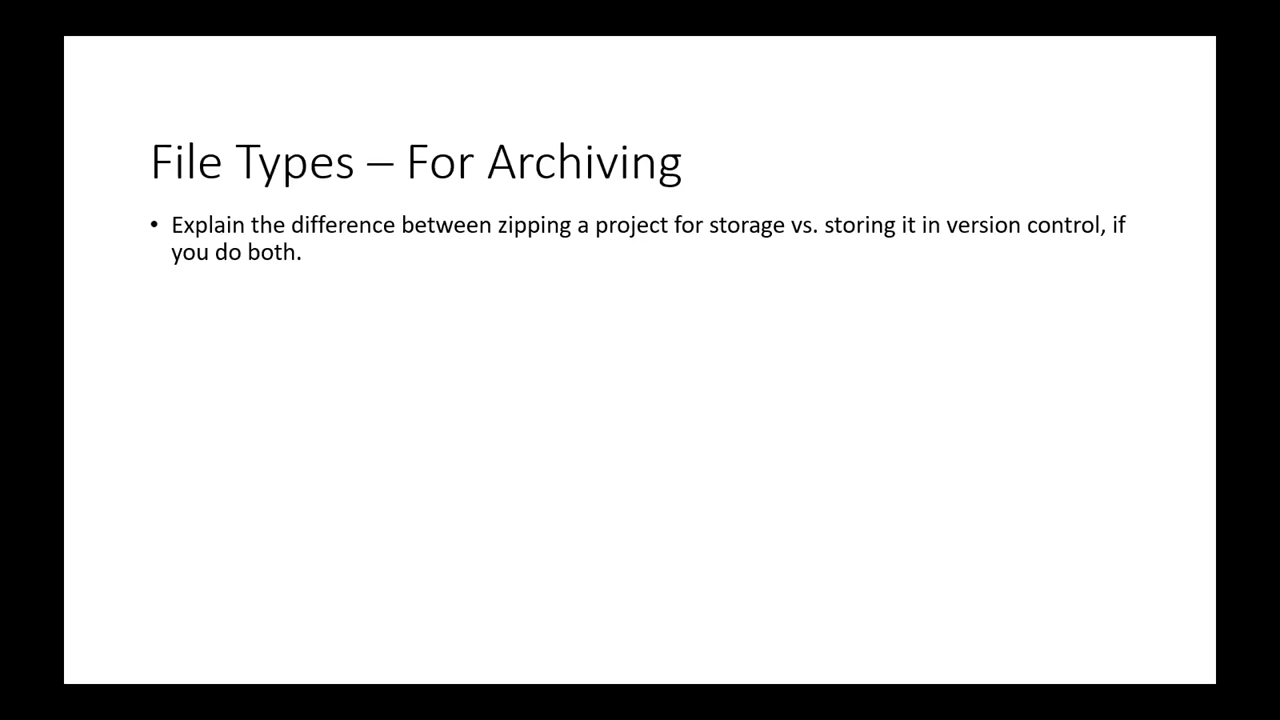 File Types – For Archiving
• Explain the difference between zipping a project for storage vs. storing it in version control, if
you do both.